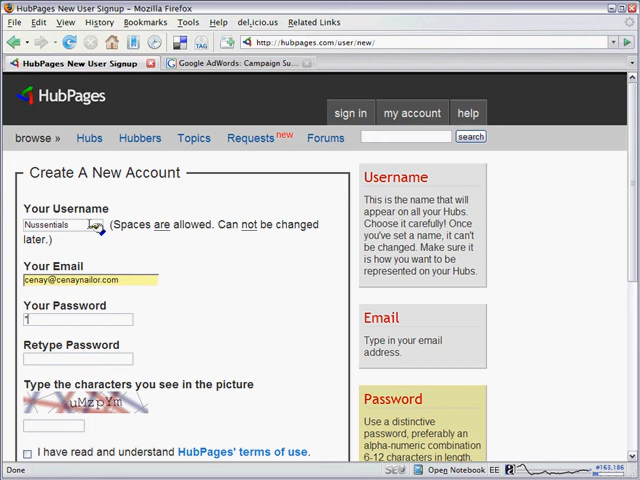 HubPages New User Signup - Mozilla Firefox
File Edit View History Bookmarks Tools Help del.icio.us Related Links
TAG http://hubpages.com/user/new/
HubPages New User Signup Google AdWords: Campaign Su...
HubPages
sign in my account help
browse » Hubs Hubbers Topics Requests new Forums search
Create A New Account
Your Username
Nussentials (Spaces are allowed. Can not be changed
later.)
Your Email
cenay@cenaynailor.com
Your Password
*
Retype Password
Type the characters you see in the picture
uMzpYm
I have read and understand HubPages' terms of use.
Username
This is the name that will
appear on all your Hubs.
Choose it carefully! Once
you've set a name, it can't
be changed. Make sure it
is how you want to be
represented on your Hubs.
Email
Type in your email
address.
Password
Use a distinctive
password, preferably an
alpha-numeric combination
6-12 characters in length.
Done Open Notebook EE #163,186